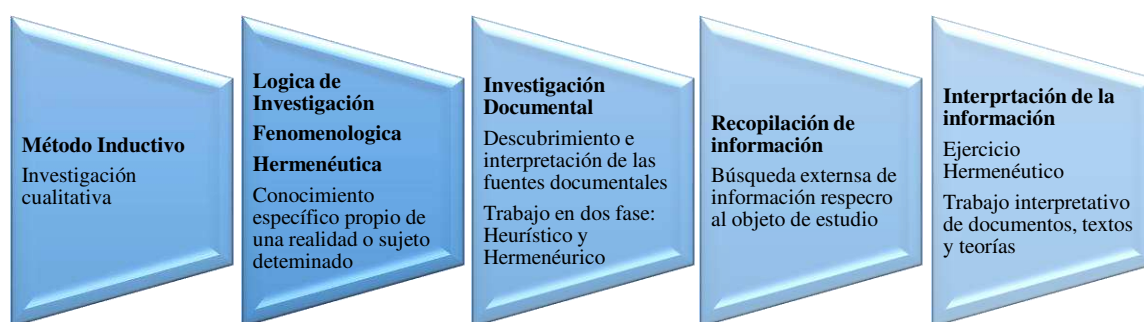 Método Inductivo
Investigación
cualitativa
Logica de
Investigación
Fenomenologica
Hermenéutica
Conocimiento
específico propio de
una realidad o sujeto
deteminado
Investigación
Documental
Descubrimiento e
interpretación de las
fuentes documentales
Trabajo en dos fase:
Heurístico y
Hermenéurico
Recopilación de
información
Búsqueda externsa de
información respecro
al objeto de estudio
Interprtación de la
información
Ejercicio
Hermenéutico
Trabajo interpretativo
de documentos, textos
y teorías